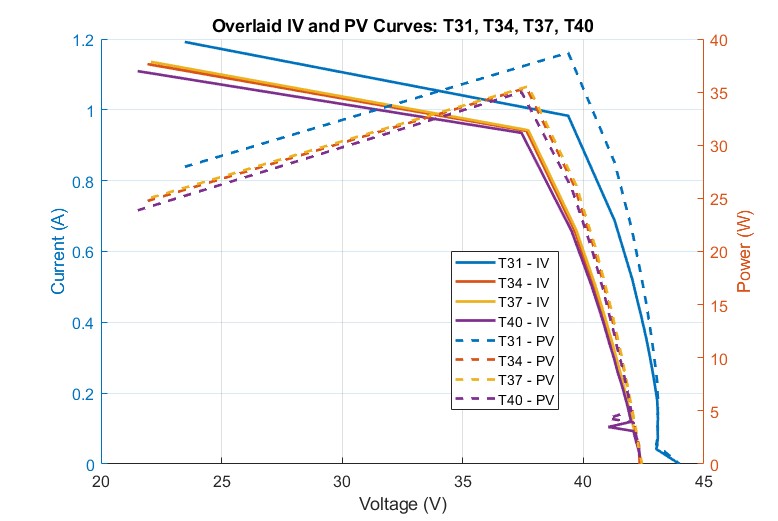 Overlaid IV and PV Curves: T31, T34, T37, T40
1.2
1
0.8
0.6
0.4
0.2
0
Current (A)
40
35
30
25
20
15
10
5
0
Power (W)
T31 - IV
T34 - IV
T37 - IV
T40 - IV
T31 - PV
T34 - PV
T37 - PV
T40 - PV
20 25 30 35 40 45
Voltage (V)